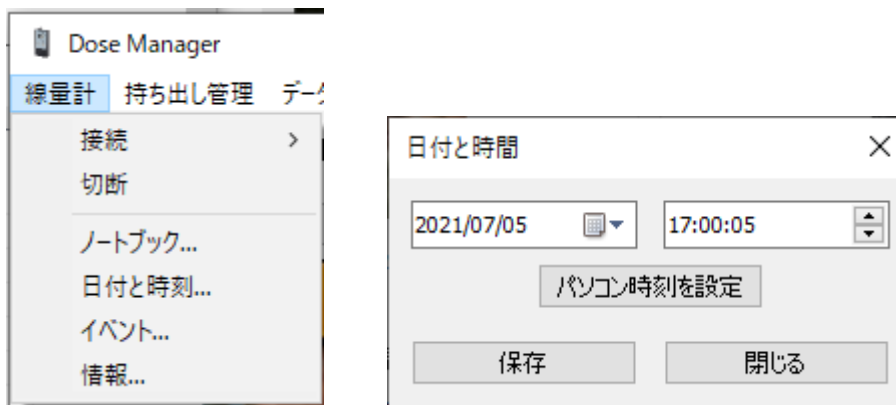 Dose Manager
線量計 持ち出し管理 デー
接続
切断
ノートブック...
日付と時刻...
イベント...
情報...
日付と時間
2021/07/05 17:00:05
パソコン時刻を設定
保存 閉じる